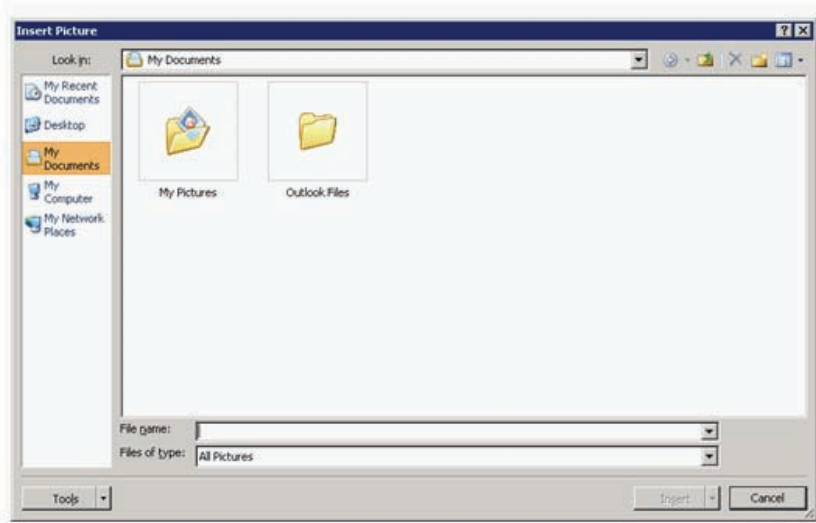 Insert Picture
Look in:
My Documents
My Recent
Documents
Desktop
My
Documents
My
Computer
My Network
Places
My Pictures
Outlook Files
File name:
Files of type:
All Pictures
Tools
Insert
Cancel